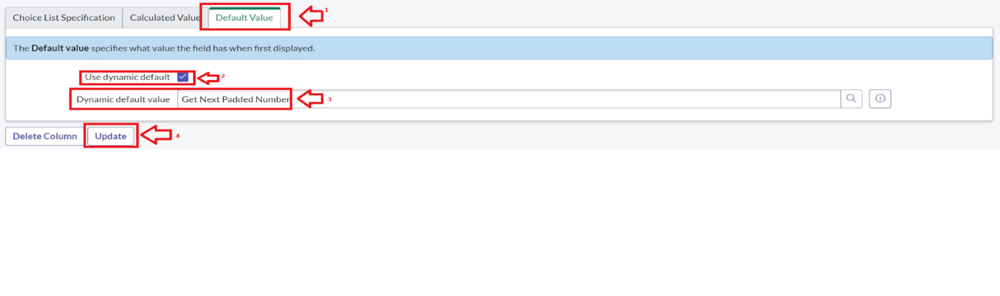 Choice List Specification Calculated Value Default Value 1
The Default value specifies what value the field has when first displayed.
Use dynamic default 2
Dynamic default value Get Next Padded Number 3
Delete Column Update 4